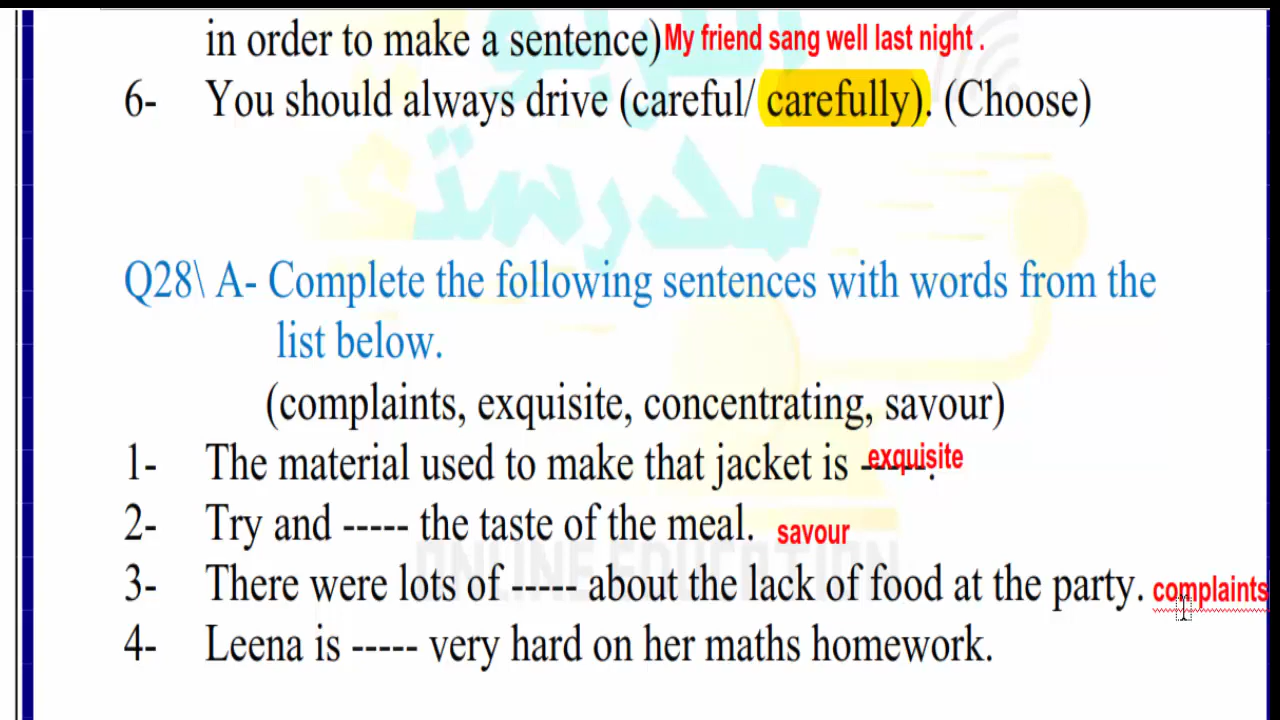 in order to make a sentence) My friend sang well last night .
6- You should always drive (careful/ carefully). (Choose)
مدرستي
Q28\ A- Complete the following sentences with words from the
list below.
(complaints, exquisite, concentrating, savour)
1- The material used to make that jacket is -----. exquisite
2- Try and ----- the taste of the meal. savour
ONLINE EDUCATION
3- There were lots of ----- about the lack of food at the party. complaints
4- Leena is ----- very hard on her maths homework.